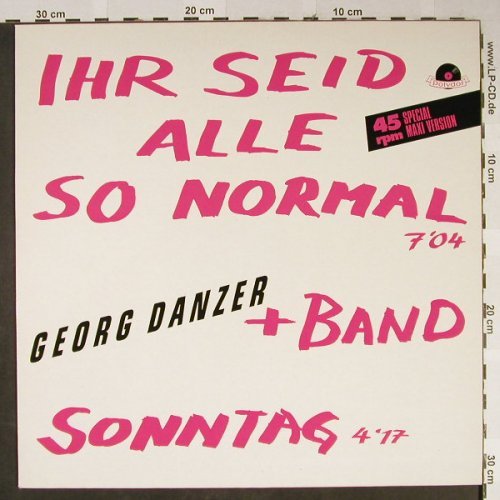 30 cm 20 cm 10 cm
www.LP-CD.de
IHR SEID
polydor
ALLE
45 rpm SPECIAL MAXI VERSION
SO NORMAL
7'04
10 cm
GEORG DANZER + BAND
20 cm
SONNTAG 4'17
30 cm